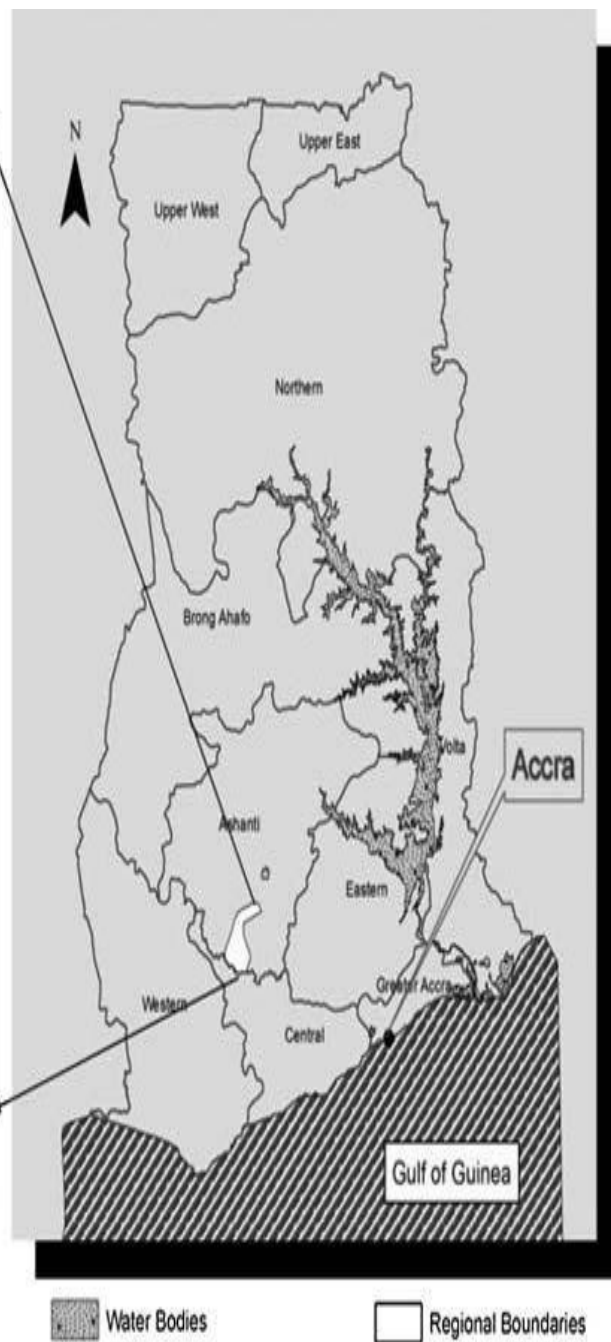 N
Upper East
Upper West
Northern
Brong Ahafo
Volta
Accra
Ashanti
Eastern
Greater Accra
Western
Central
Gulf of Guinea
Water Bodies
Regional Boundaries